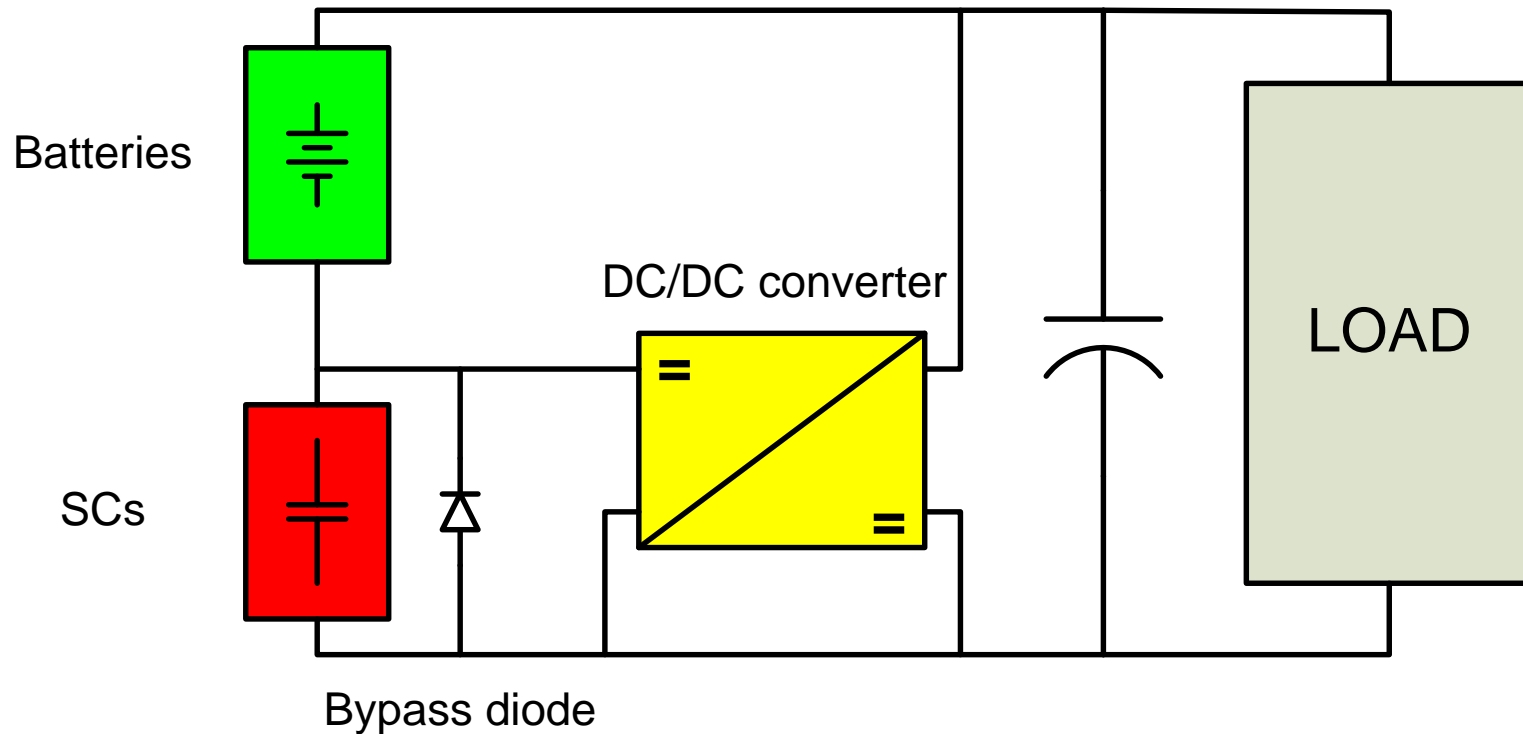 Batteries
DC/DC converter
LOAD
SCs
Bypass diode